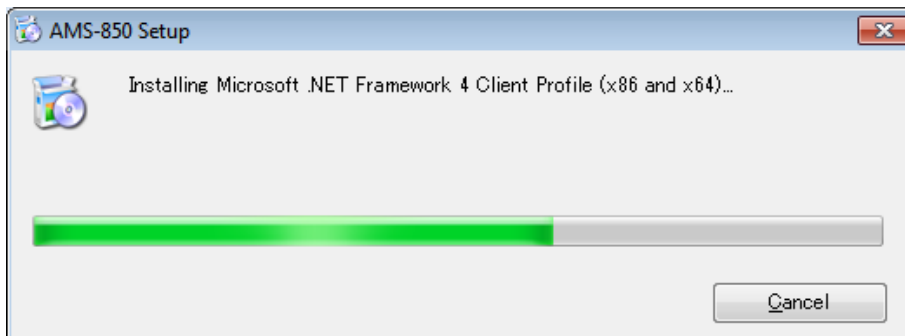 AMS-850 Setup
Installing Microsoft .NET Framework 4 Client Profile (x86 and x64)...
Cancel